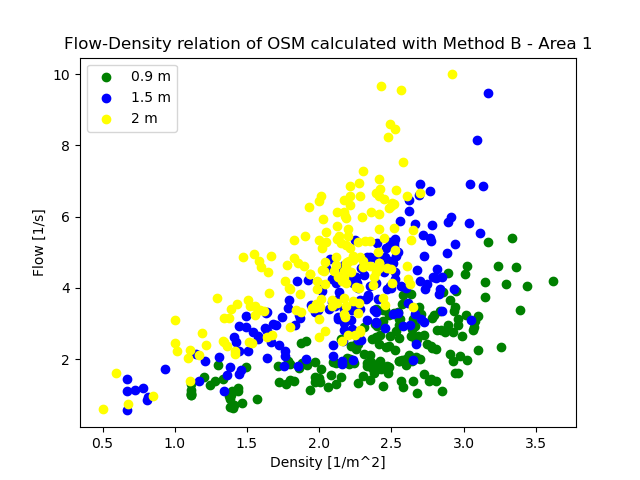 Flow-Density relation of OSM calculated with Method B - Area 1
0.9 m
1.5 m
2 m
10
8
6
4
2
Flow [1/s]
0.5 1.0 1.5 2.0 2.5 3.0 3.5
Density [1/m^2]